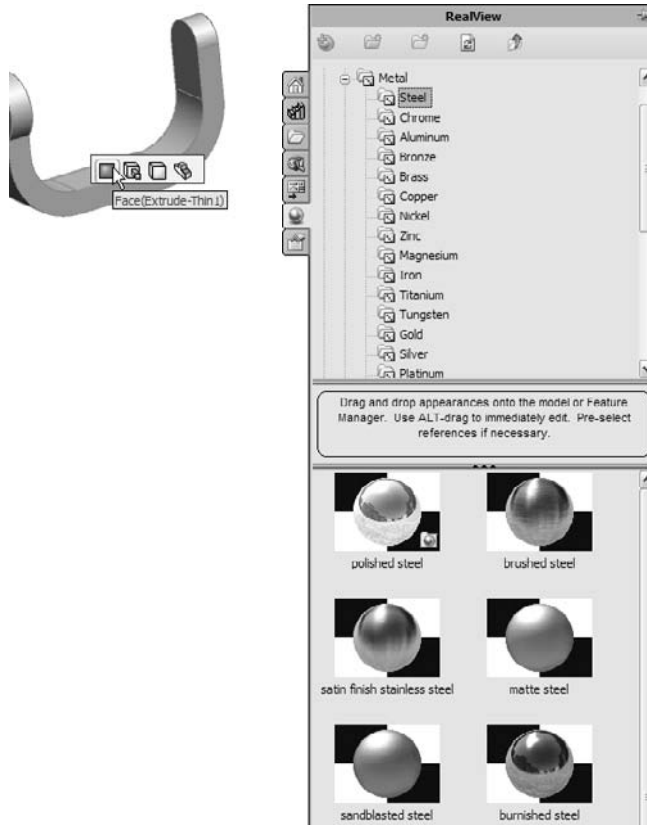 RealView
Metal
Steel
Chrome
Aluminum
Bronze
Brass
Copper
Nickel
Zinc
Magnesium
Iron
Titanium
Tungsten
Gold
Silver
Platinum
Face(Extrude-Thin1)
Drag and drop appearances onto the model or Feature
Manager. Use ALT-drag to immediately edit. Pre-select
references if necessary.
polished steel
brushed steel
satin finish stainless steel
matte steel
sandblasted steel
burnished steel